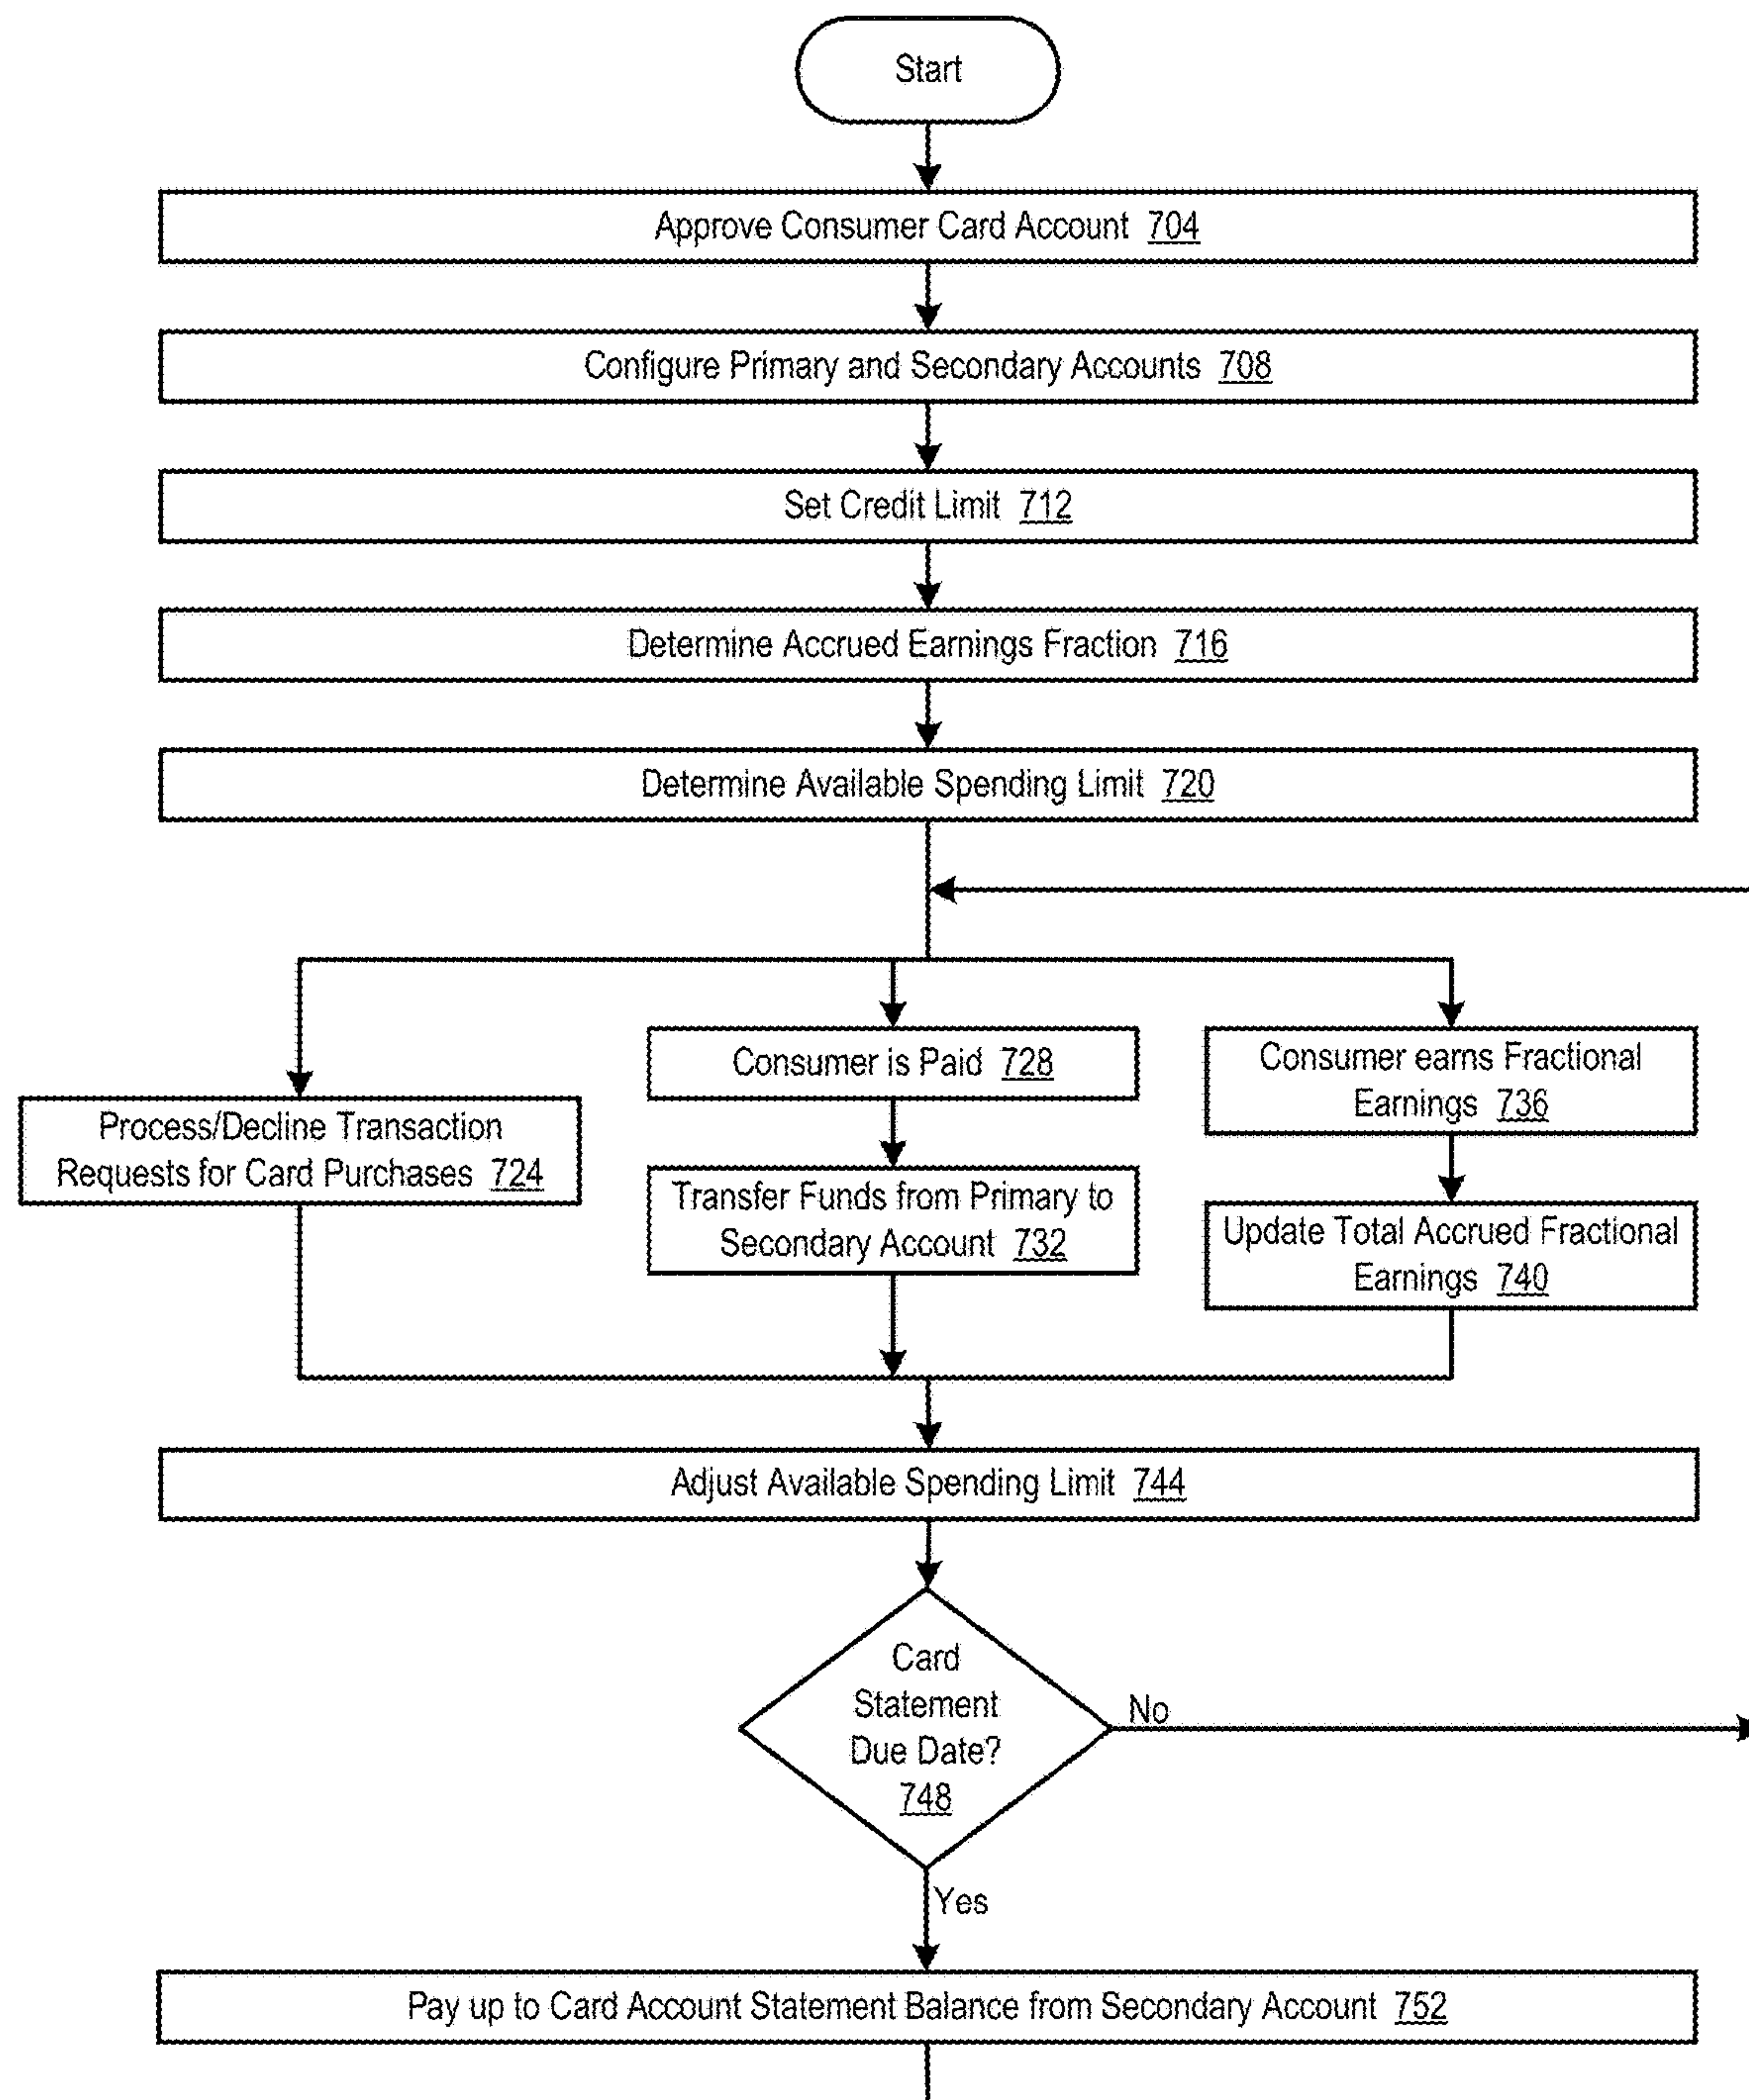 Start
Approve Consumer Card Account 704
Configure Primary and Secondary Accounts 708
Set Credit Limit 712
Determine Accrued Earnings Fraction 716
Determine Available Spending Limit 720
Process/Decline Transaction
Requests for Card Purchases 724
Consumer is Paid 728
Transfer Funds from Primary to
Secondary Account 732
Consumer earns Fractional
Earnings 736
Update Total Accrued Fractional
Earnings 740
Adjust Available Spending Limit 744
Card
Statement
Due Date?
748
No
Yes
Pay up to Card Account Statement Balance from Secondary Account 752